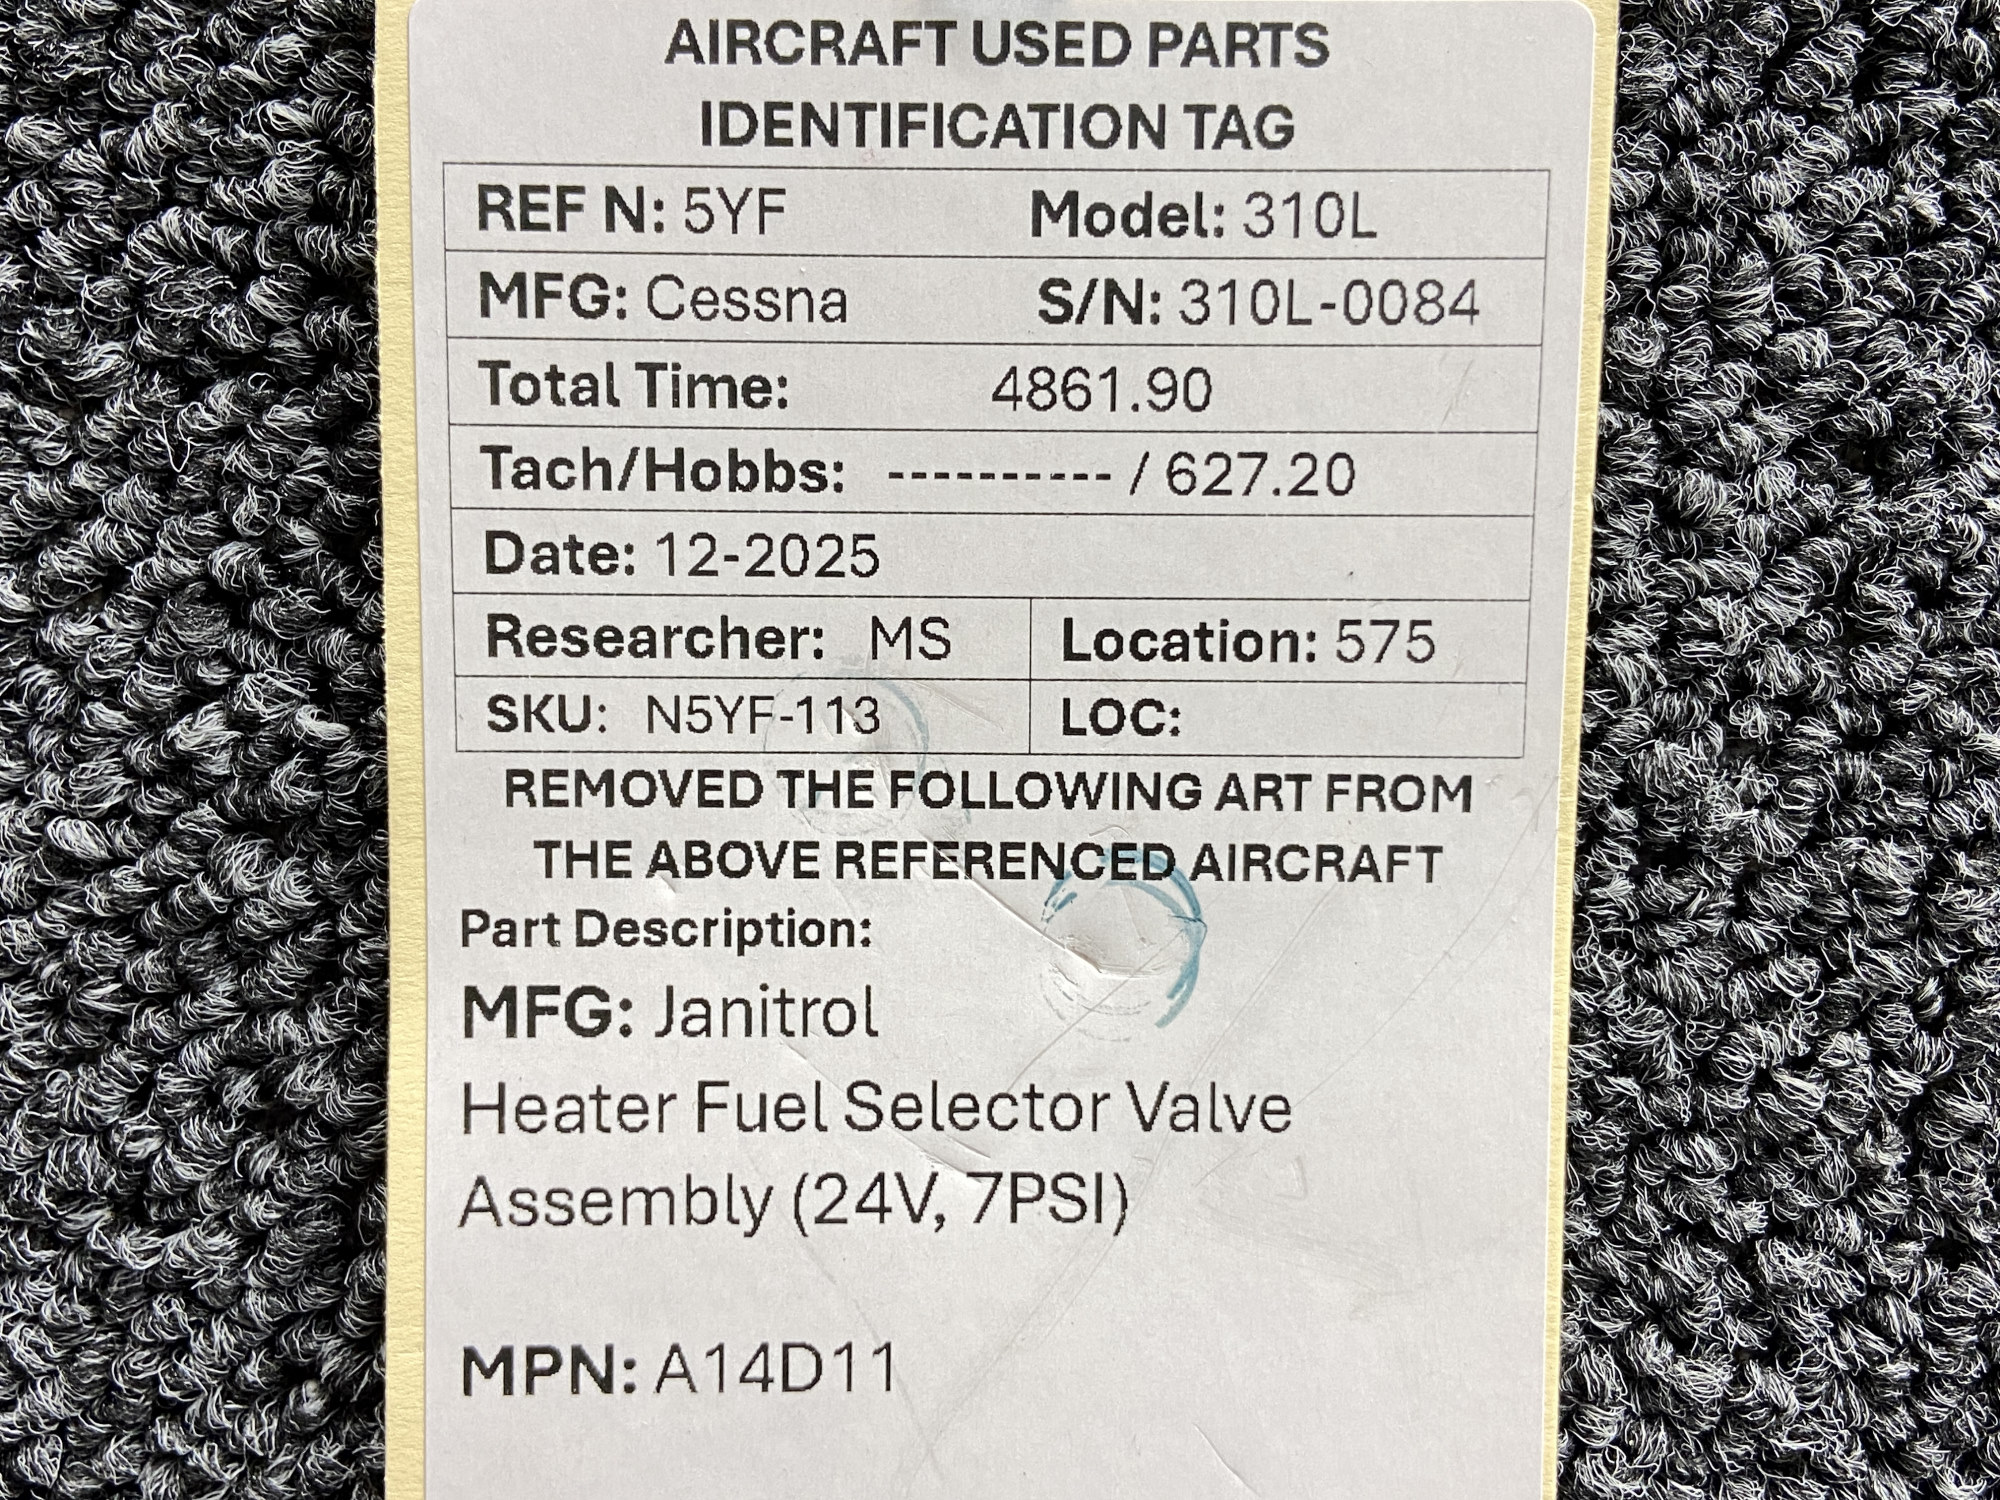 AIRCRAFT USED PARTS
IDENTIFICATION TAG
REF N: 5YF Model: 310L
MFG: Cessna S/N: 310L-0084
Total Time: 4861.90
Tach/Hobbs: ---------- / 627.20
Date: 12-2025
Researcher: MS Location: 575
SKU: N5YF-113 LOC:
REMOVED THE FOLLOWING ART FROM
THE ABOVE REFERENCED AIRCRAFT
Part Description:
MFG: Janitrol
Heater Fuel Selector Valve
Assembly (24V, 7PSI)
MPN: A14D11